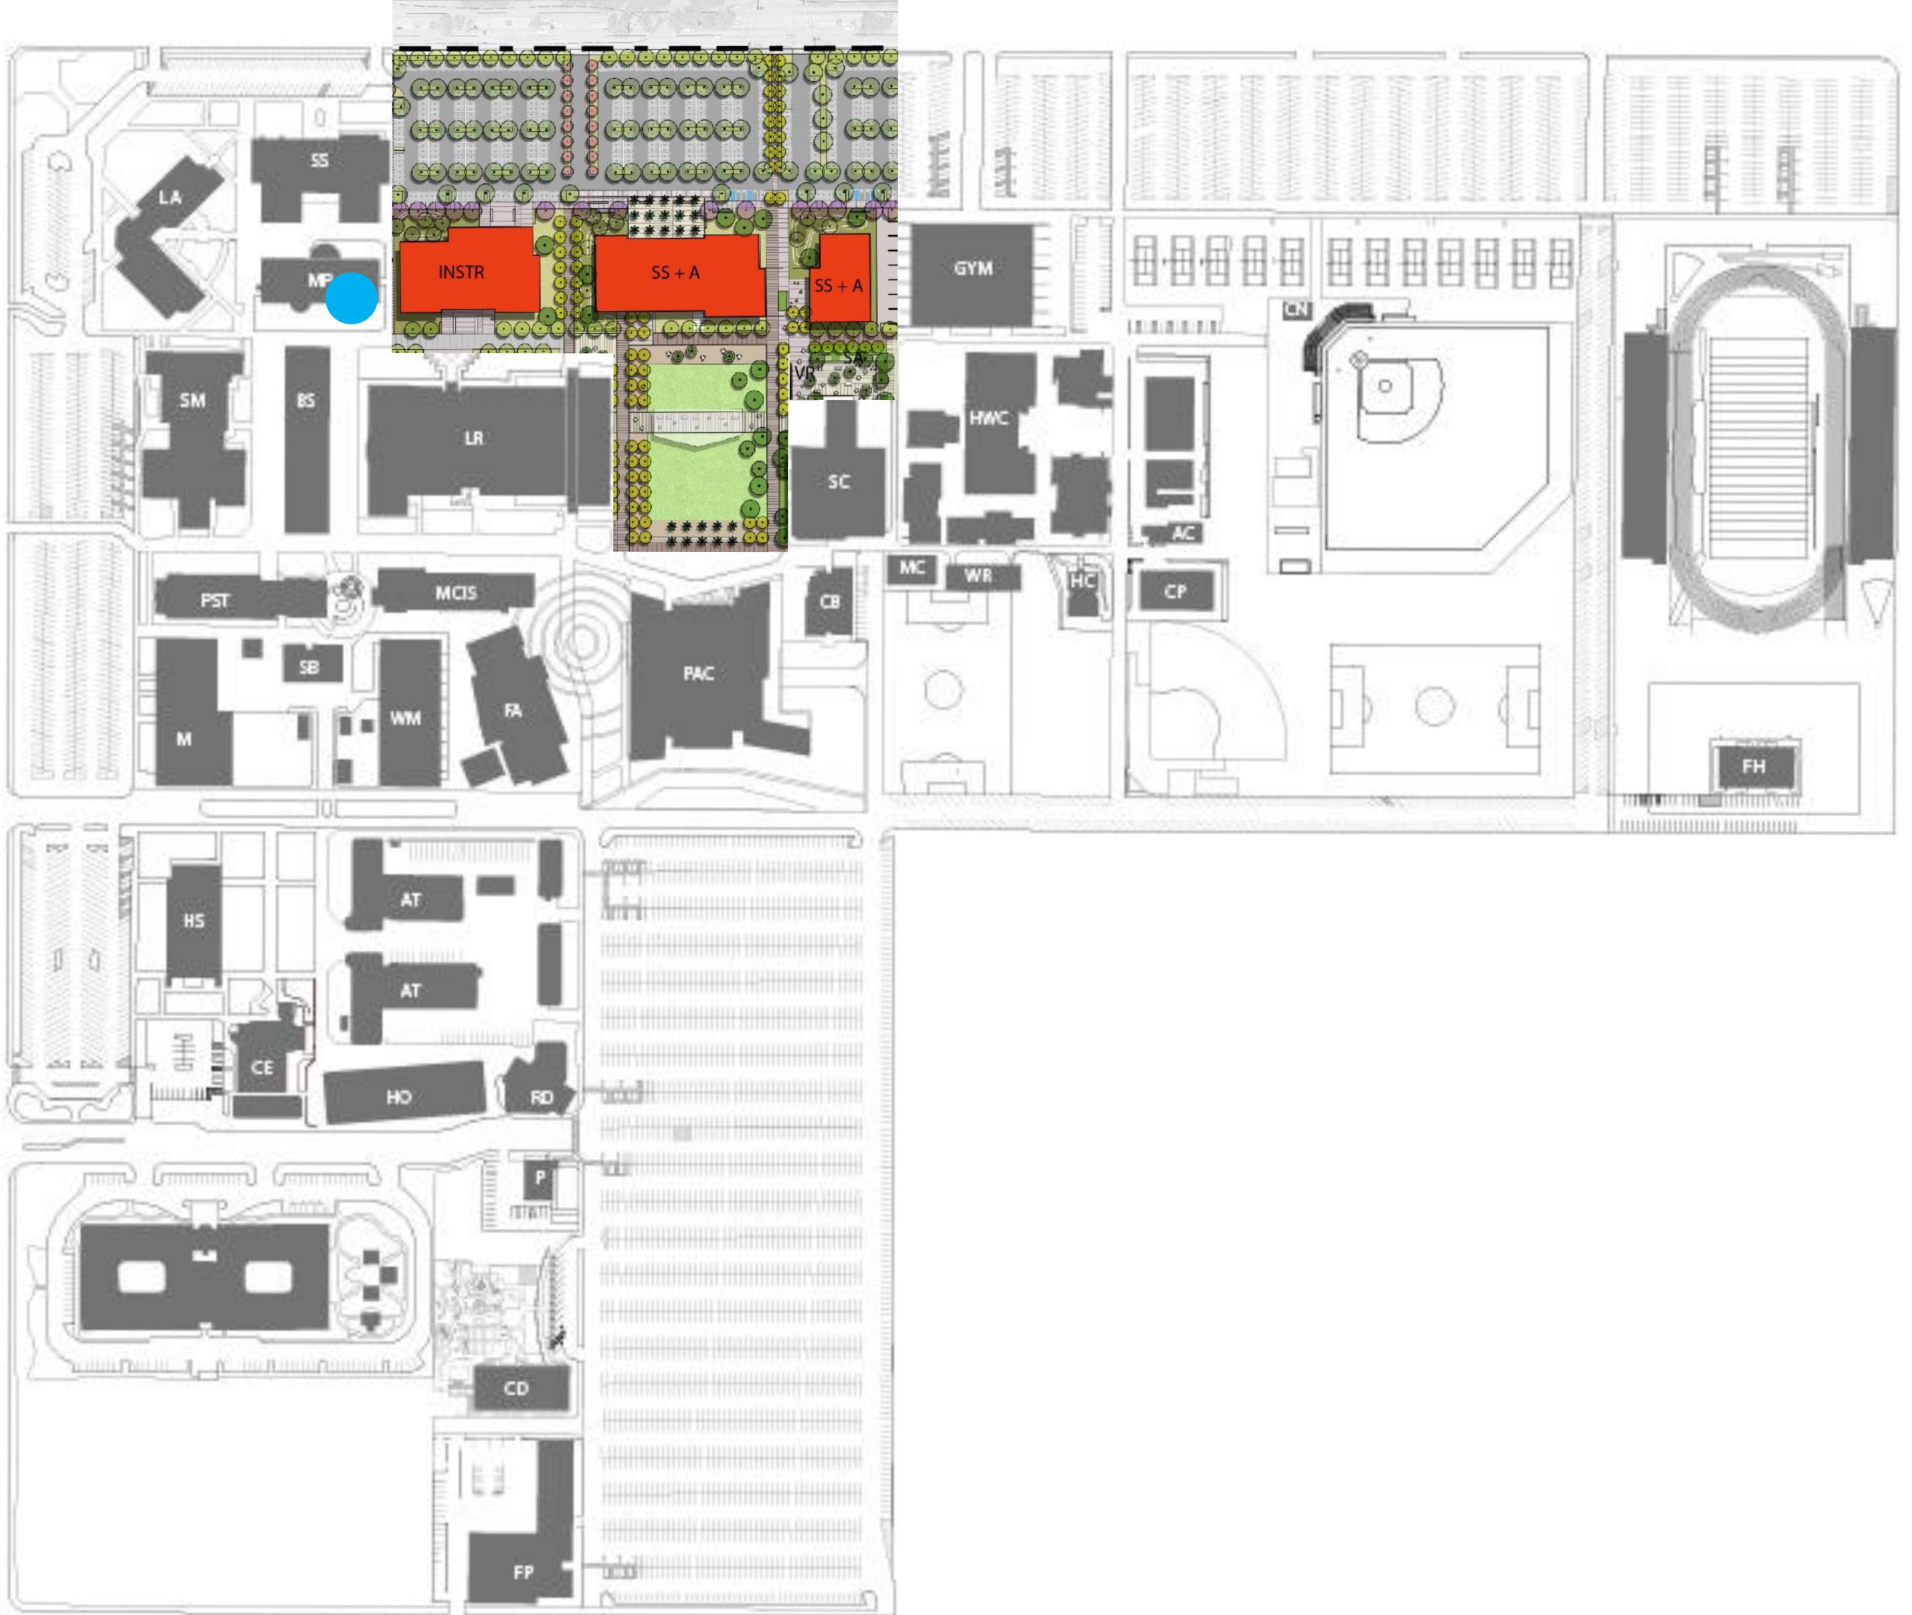 SS
LA
INSTR
SS + A
SS + A
GYM
CN
SA
VR
SM
BS
LR
HWC
SC
AC
MC
WR
HC
CP
PST
MCIS
CB
SB
PAC
M
WM
FA
FH
HS
AT
AT
CE
HO
RD
P
CD
FP